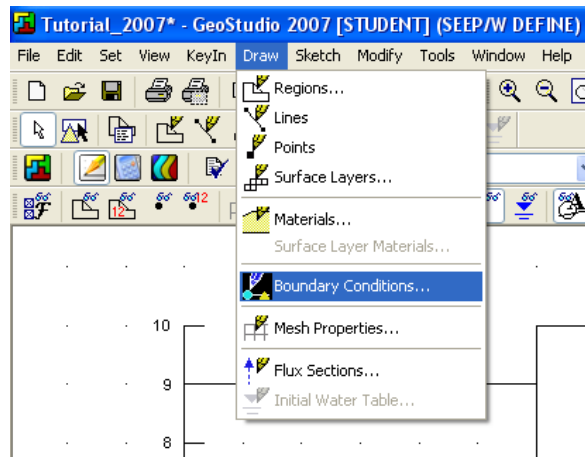 Tutorial_2007* - GeoStudio 2007 [STUDENT] (SEEP/W DEFINE)
File Edit Set View KeyIn Draw Sketch Modify Tools Window Help
Regions...
Lines
Points
Surface Layers...
12 12
Materials...
Surface Layer Materials...
Boundary Conditions...
Mesh Properties...
Flux Sections...
Initial Water Table...
10
9
8